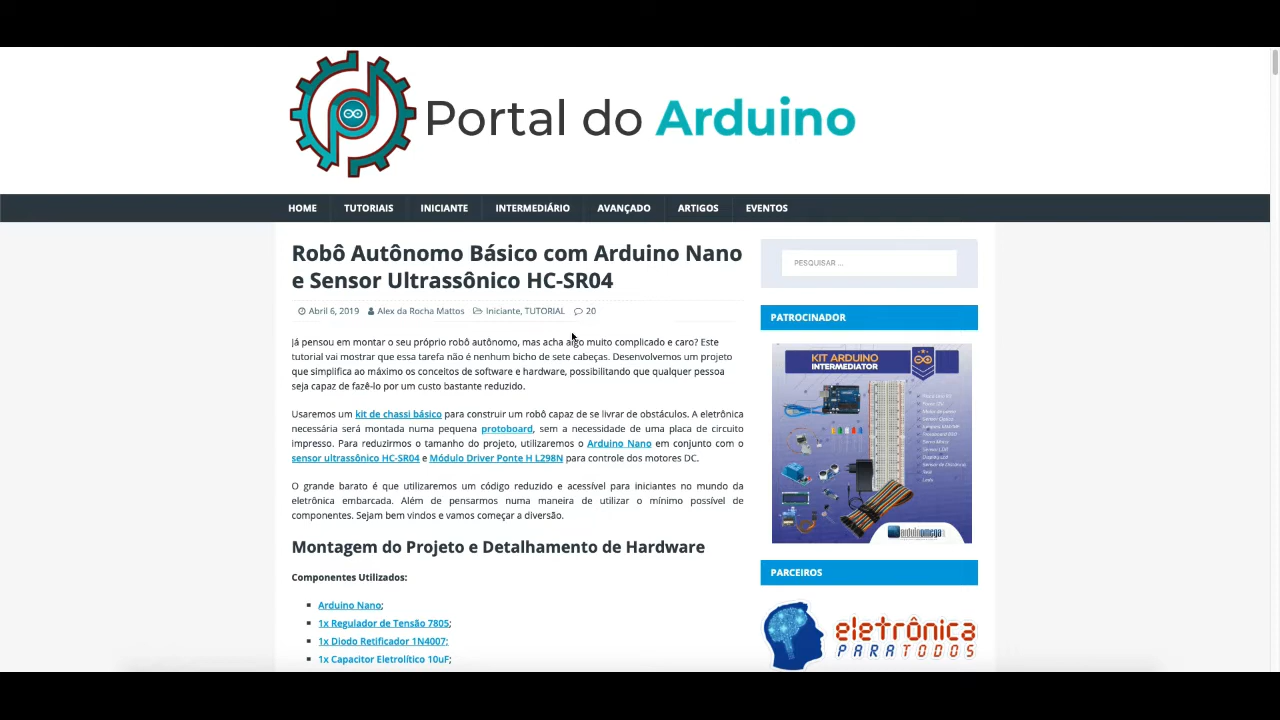 Portal do Arduino
HOME
TUTORIAIS
INICIANTE
INTERMEDIÁRIO
AVANÇADO
ARTIGOS
EVENTOS
Robô Autônomo Básico com Arduino Nano
e Sensor Ultrassônico HC-SR04
Abril 6, 2019
Alex da Rocha Mattos
Iniciante, TUTORIAL
20
Já pensou em montar o seu próprio robô autônomo, mas acha algo muito complicado e caro? Este
tutorial vai mostrar que essa tarefa não é nenhum bicho de sete cabeças. Desenvolvemos um projeto
que simplifica ao máximo os conceitos de software e hardware, possibilitando que qualquer pessoa
seja capaz de fazê-lo por um custo bastante reduzido.
Usaremos um kit de chassi básico para construir um robô capaz de se livrar de obstáculos. A eletrônica
necessária será montada numa pequena protoboard, sem a necessidade de uma placa de circuito
impresso. Para reduzirmos o tamanho do projeto, utilizaremos o Arduino Nano em conjunto com o
sensor ultrassônico HC-SR04 e Módulo Driver Ponte H L298N para controle dos motores DC.
O grande barato é que utilizaremos um código reduzido e acessível para iniciantes no mundo da
eletrônica embarcada. Além de pensarmos numa maneira de utilizar o mínimo possível de
componentes. Sejam bem vindos e vamos começar a diversão.
Montagem do Projeto e Detalhamento de Hardware
Componentes Utilizados:
Arduino Nano;
1x Regulador de Tensão 7805;
1x Diodo Retificador 1N4007;
1x Capacitor Eletrolítico 10uF;
PESQUISAR ...
PATROCINADOR
KIT ARDUINO
INTERMEDIATOR
PARCEIROS
eletrônica
PARATODOS